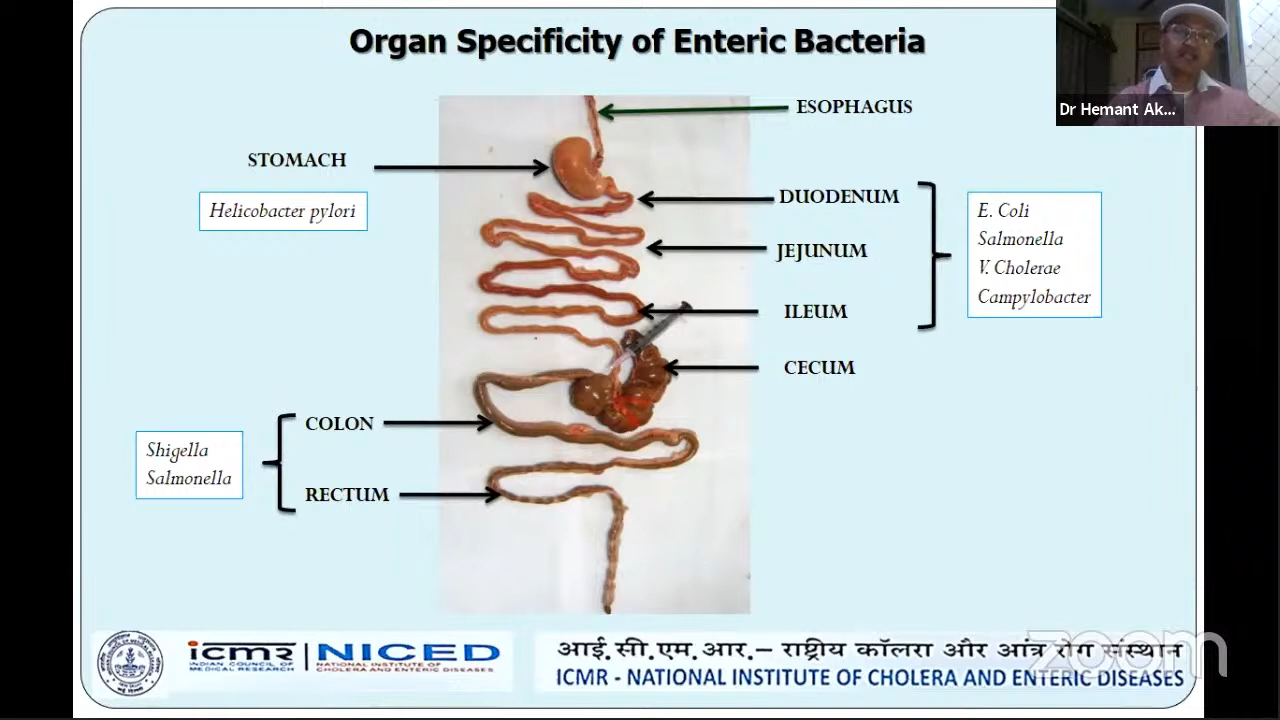 Organ Specificity of Enteric Bacteria
Dr Hemant Ak...
ESOPHAGUS
STOMACH
Helicobacter pylori
DUODENUM
JEJUNUM
ILEUM
E. Coli
Salmonella
V. Cholerae
Campylobacter
CECUM
COLON
RECTUM
Shigella
Salmonella
icmr
INDIAN COUNCIL OF
MEDICAL RESEARCH
NICED
NATIONAL INSTITUTE OF
CHOLERA AND ENTERIC DISEASES
आई.सी.एम.आर.– राष्ट्रीय कॉलरा और आंत्र रोग संस्थान
ICMR - NATIONAL INSTITUTE OF CHOLERA AND ENTERIC DISEASES
zoom